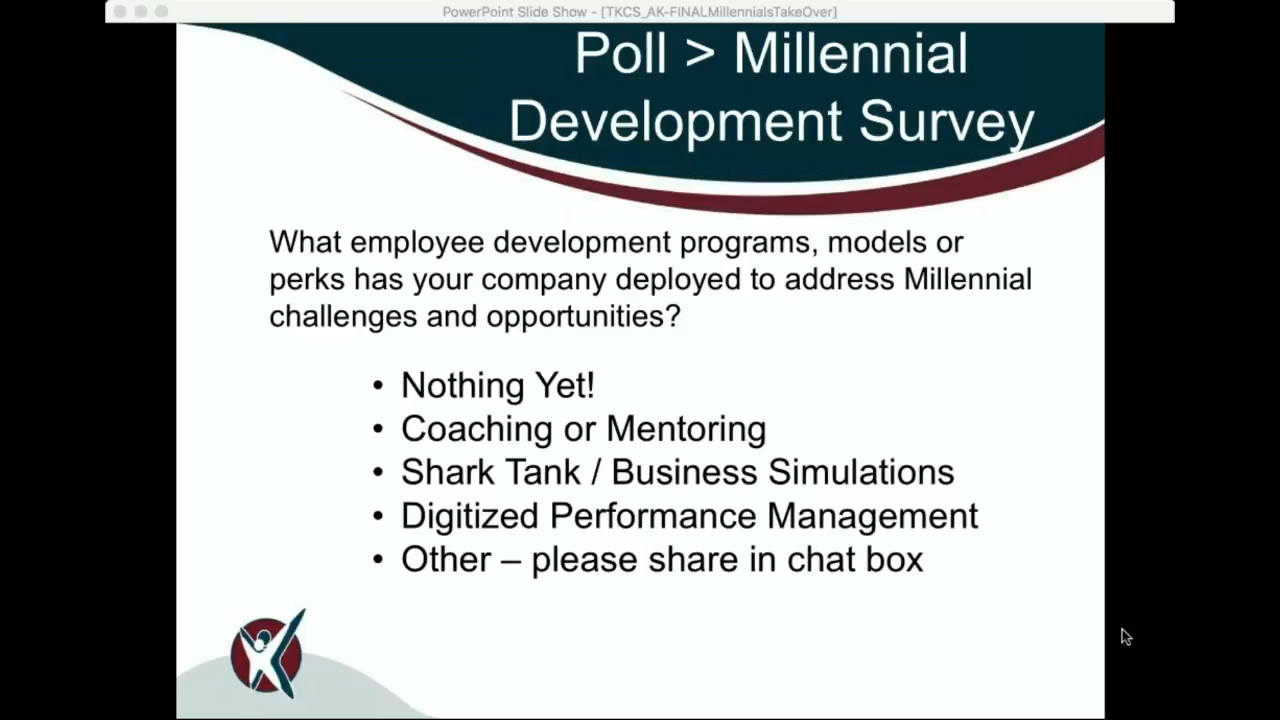 PowerPoint Slide Show - [TKCS_AK-FINALMillennialsTakeOver]
Poll > Millennial
Development Survey
What employee development programs, models or
perks has your company deployed to address Millennial
challenges and opportunities?
• Nothing Yet!
• Coaching or Mentoring
• Shark Tank / Business Simulations
• Digitized Performance Management
• Other – please share in chat box